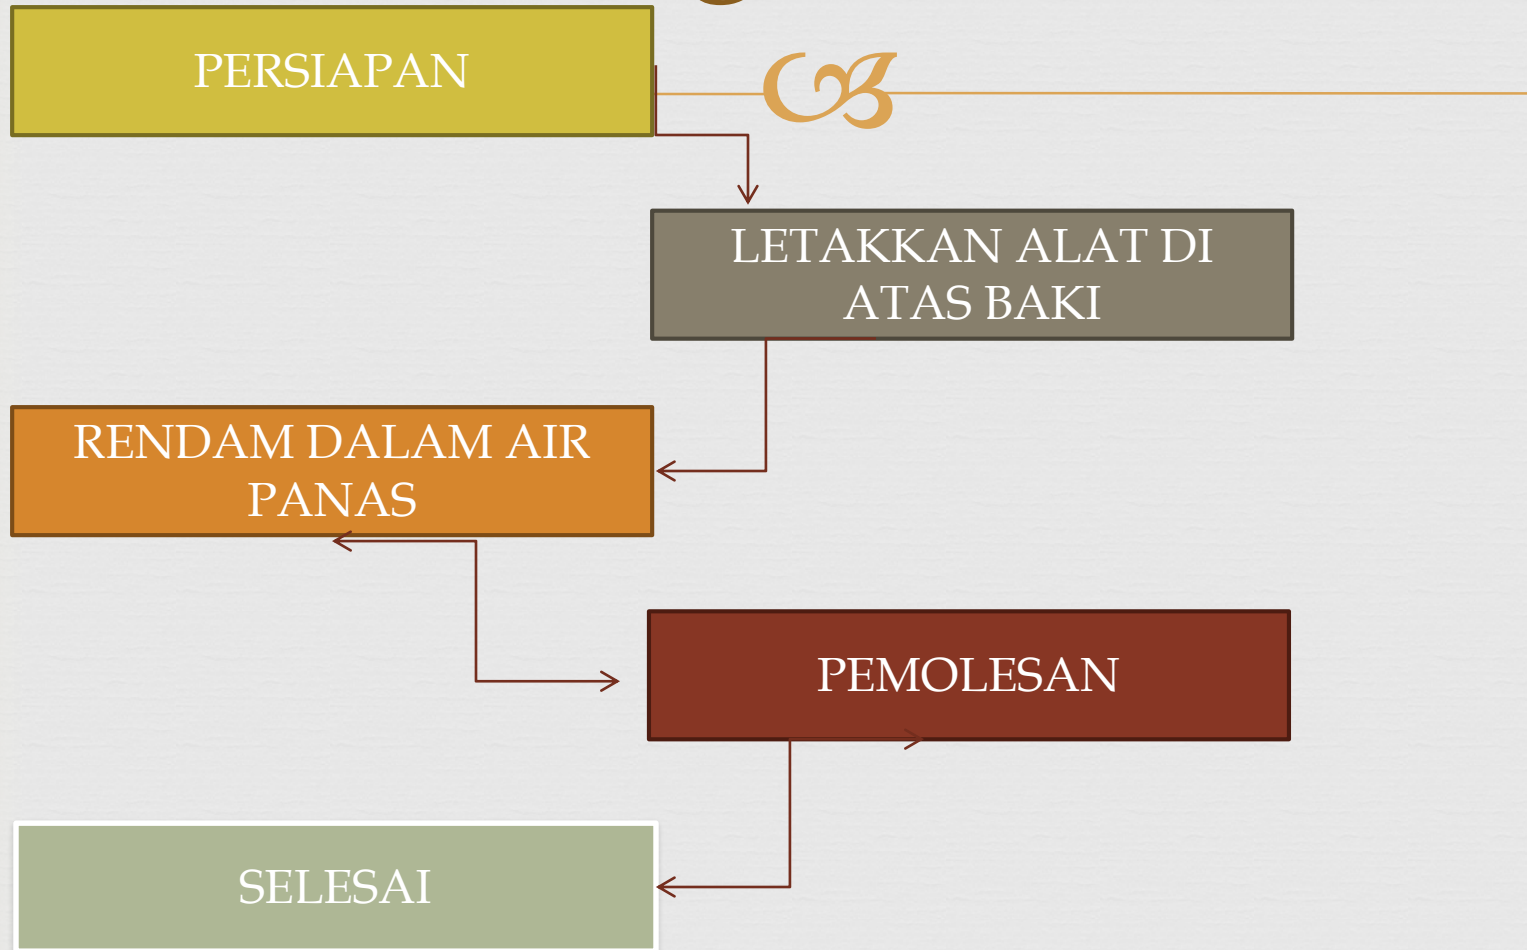 PERSIAPAN
LETAKKAN ALAT DI
ATAS BAKI
RENDAM DALAM AIR
PANAS
PEMOLESAN
SELESAI